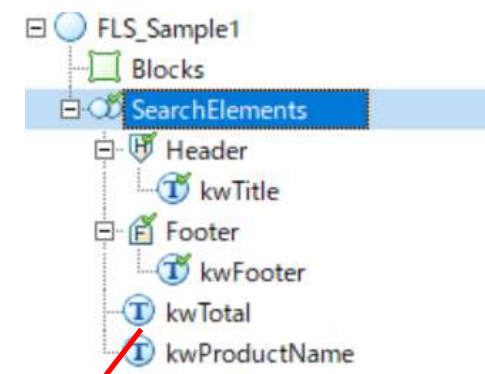 FLS_Sample1
Blocks
SearchElements
H Header
T kwTitle
F Footer
T kwFooter
T kwTotal
T kwProductName